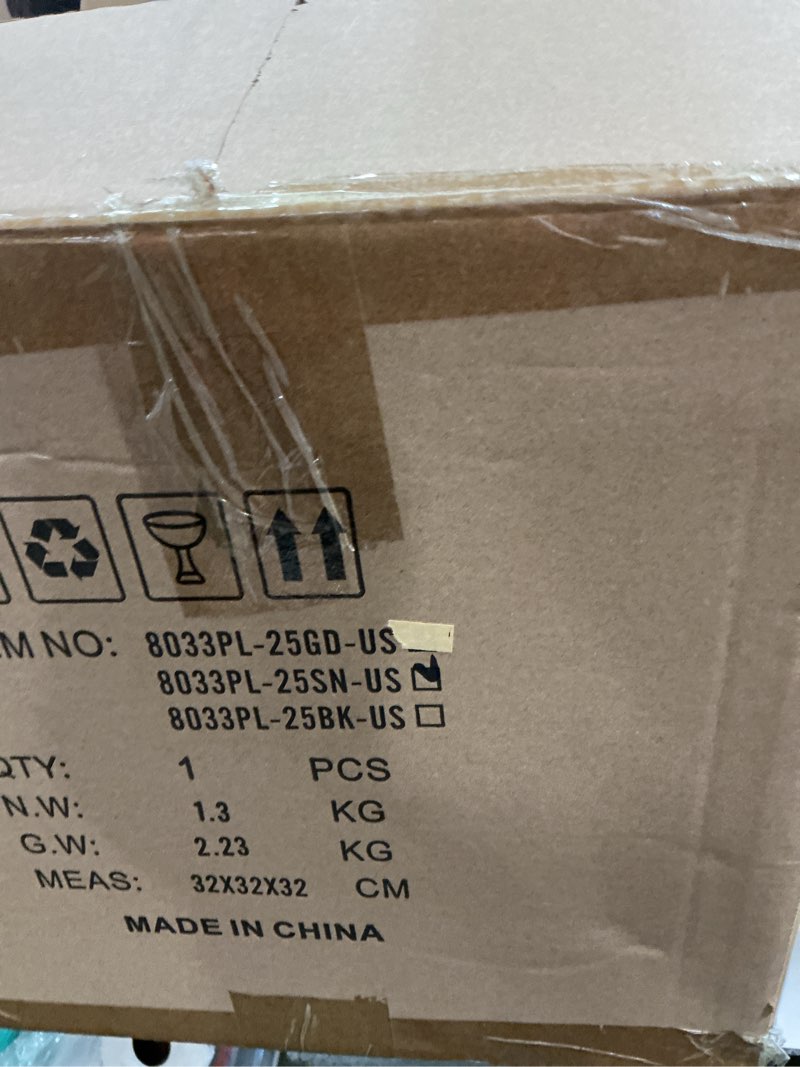 M NO: 8033PL-25GD-US
8033PL-25SN-US
8033PL-25BK-US
QTY: 1 PCS
N.W: 1.3 KG
G.W: 2.23 KG
MEAS: 32X32X32 CM
MADE IN CHINA